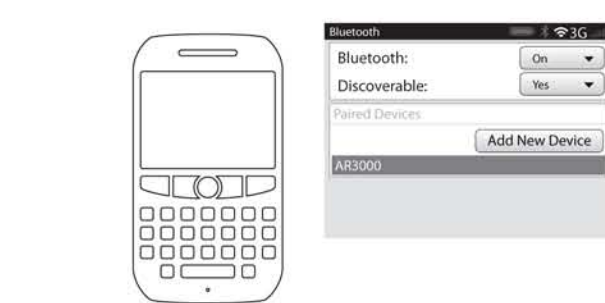 Bluetooth 3G
Bluetooth: On
Discoverable: Yes
Paired Devices
Add New Device
AR3000